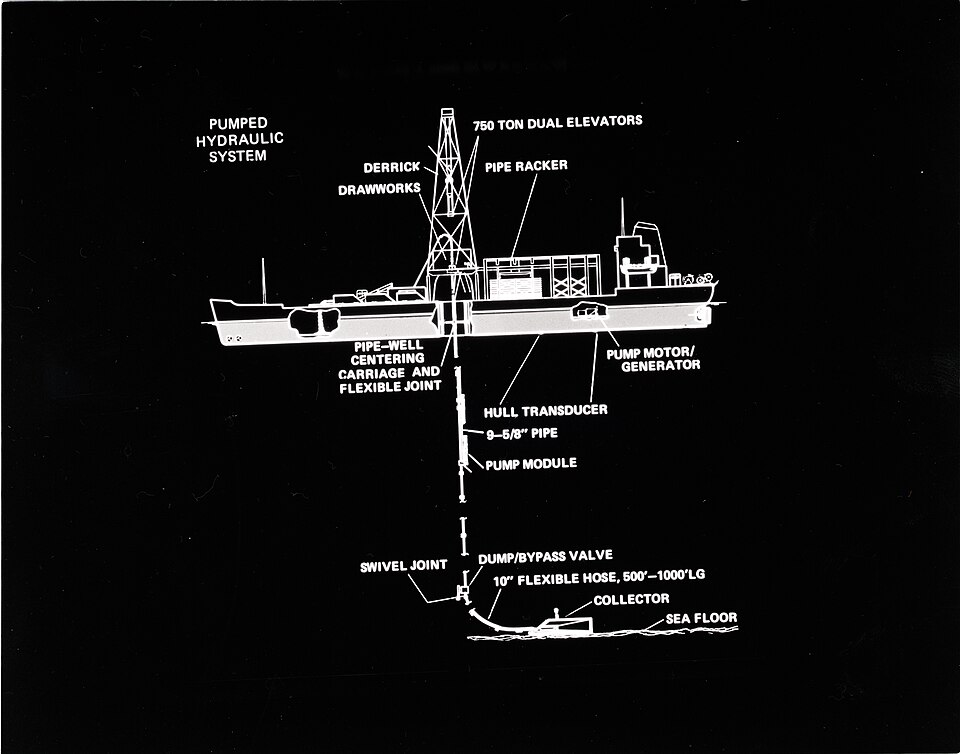 PUMPED
HYDRAULIC
SYSTEM
750 TON DUAL ELEVATORS
DERRICK
PIPE RACKER
DRAWWORKS
PIPE–WELL
CENTERING
CARRIAGE AND
FLEXIBLE JOINT
PUMP MOTOR/
GENERATOR
HULL TRANSDUCER
9–5/8" PIPE
PUMP MODULE
SWIVEL JOINT
DUMP/BYPASS VALVE
10" FLEXIBLE HOSE, 500'–1000'LG
COLLECTOR
SEA FLOOR